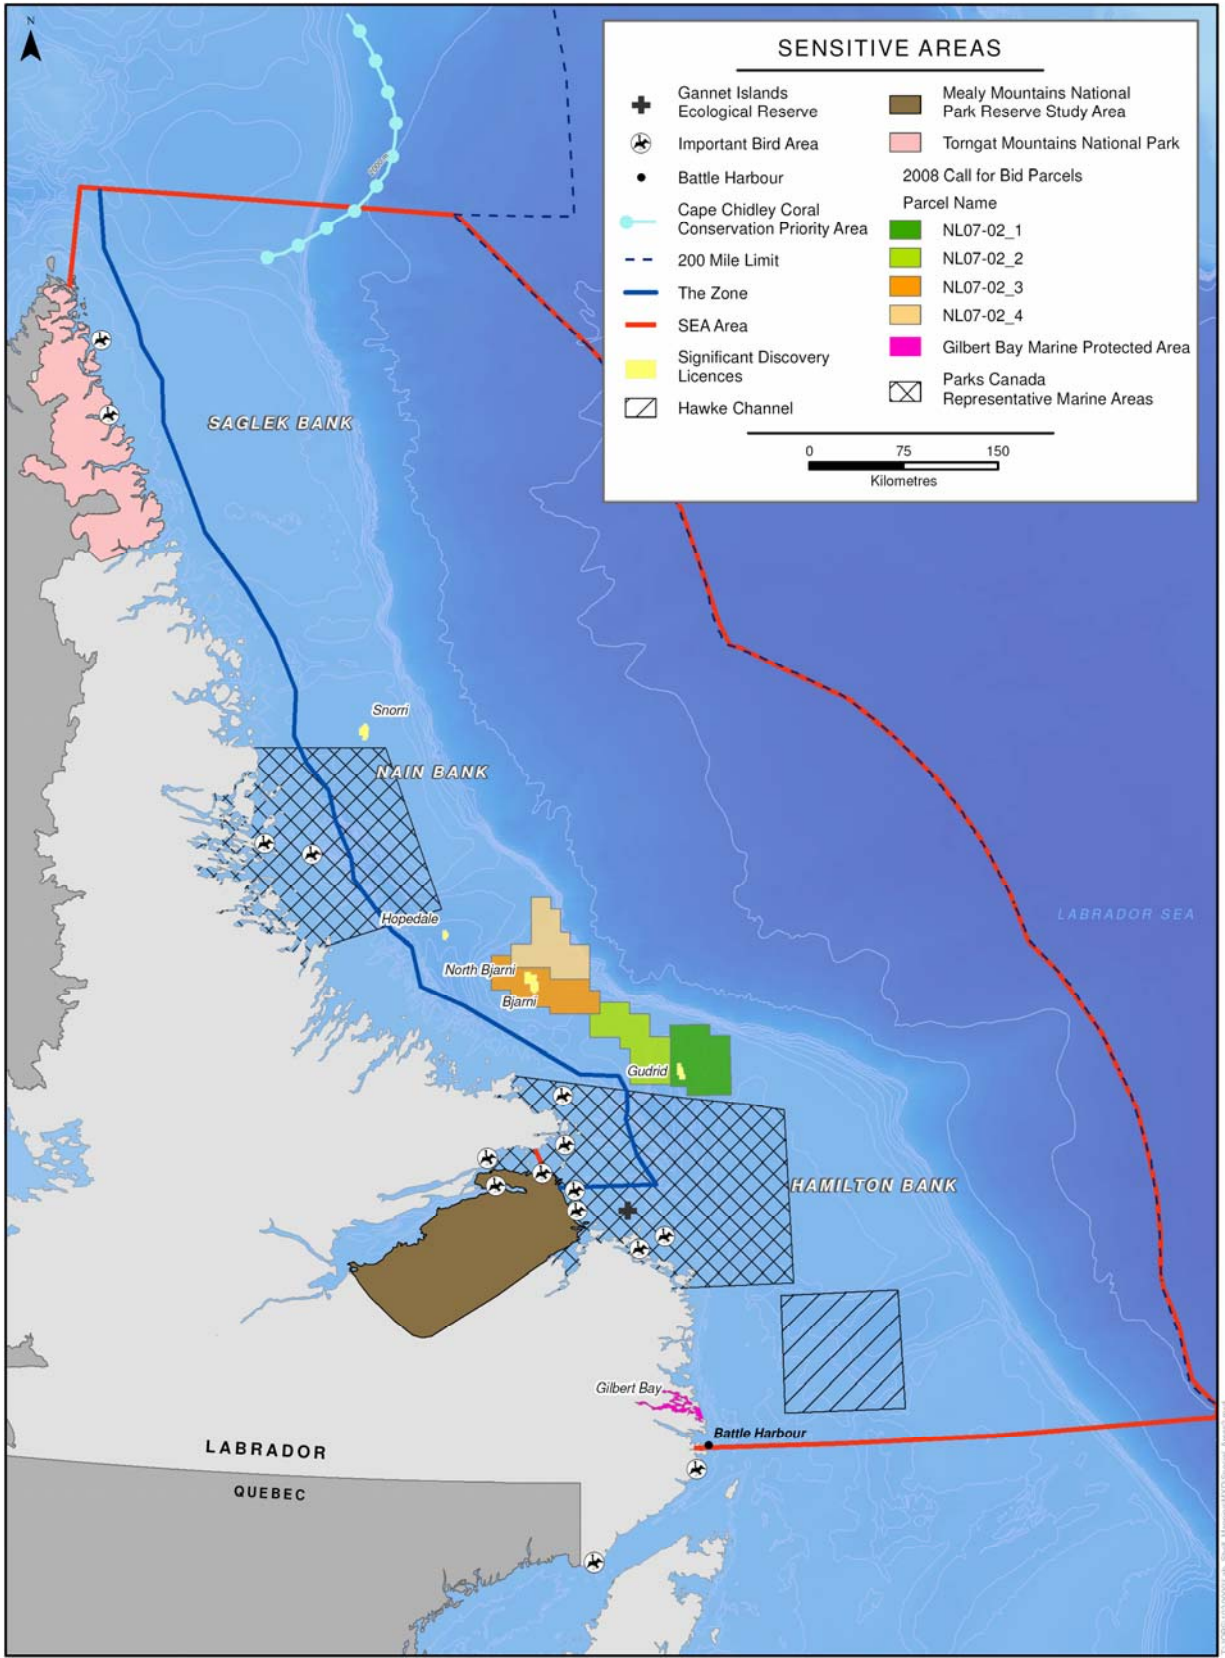 N
SENSITIVE AREAS
Gannet Islands
Ecological Reserve
Important Bird Area
Battle Harbour
Cape Chidley Coral
Conservation Priority Area
200 Mile Limit
The Zone
SEA Area
Significant Discovery
Licences
Hawke Channel
Mealy Mountains National
Park Reserve Study Area
Torngat Mountains National Park
2008 Call for Bid Parcels
Parcel Name
NL07-02_1
NL07-02_2
NL07-02_3
NL07-02_4
Gilbert Bay Marine Protected Area
Parks Canada
Representative Marine Areas
0 75 150
Kilometres
2000m
SAGLEK BANK
Snorri
NAIN BANK
Hopedale
LABRADOR SEA
North Bjarni
Bjarni
Gudrid
HAMILTON BANK
Gilbert Bay
Battle Harbour
LABRADOR
QUEBEC